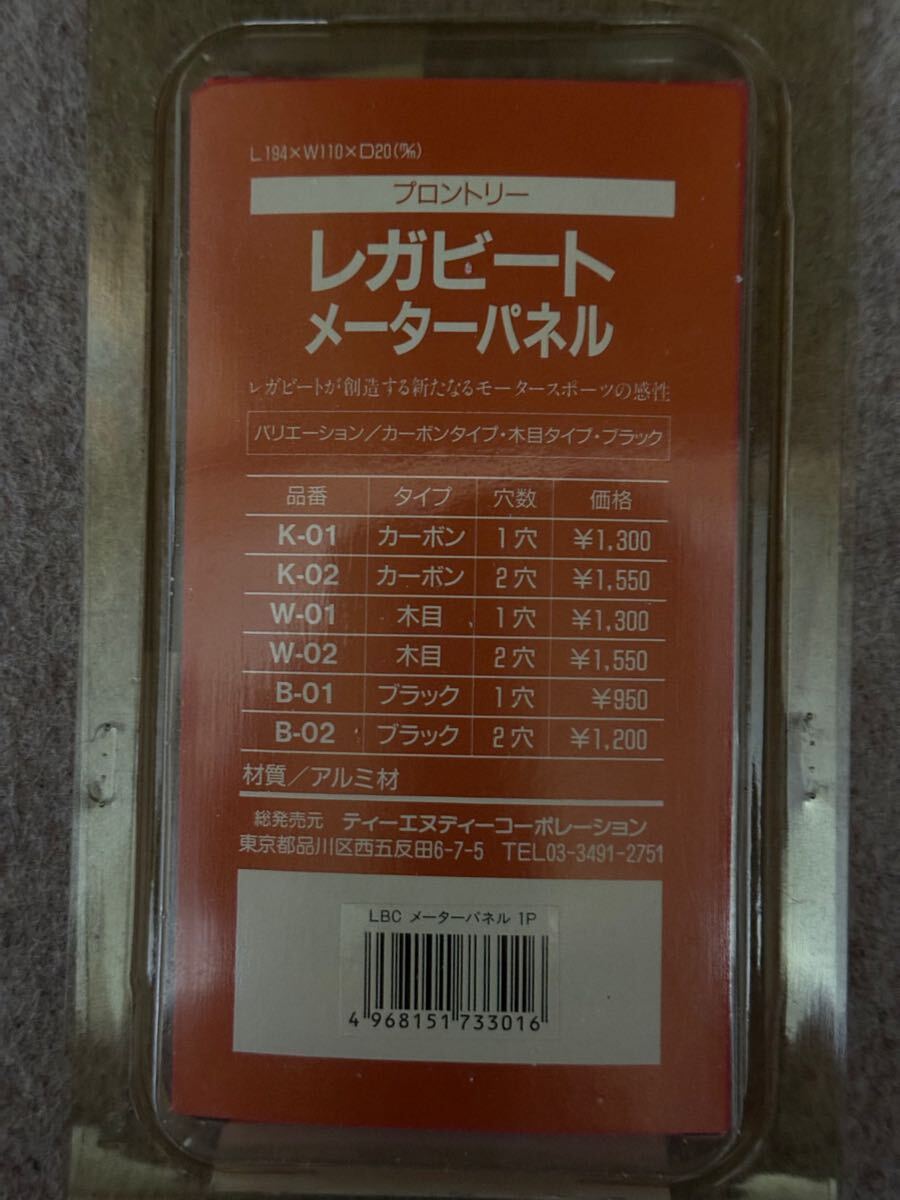 L 194×W110×D20(㎜)
プロントリー
レガビート
メーターパネル
レガビートが創造する新たなるモータースポーツの感性
バリエーション/カーボンタイプ・木目タイプ・ブラック
品番 タイプ 穴数 価格
K-01 カーボン 1穴 ¥1,300
K-02 カーボン 2穴 ¥1,550
W-01 木目 1穴 ¥1,300
W-02 木目 2穴 ¥1,550
B-01 ブラック 1穴 ¥950
B-02 ブラック 2穴 ¥1,200
材質/アルミ材
総発売元 ティーエヌディーコーポレーション
東京都品川区西五反田6-7-5 TEL03-3491-2751
LBC メーターパネル 1P
4 968151 733016